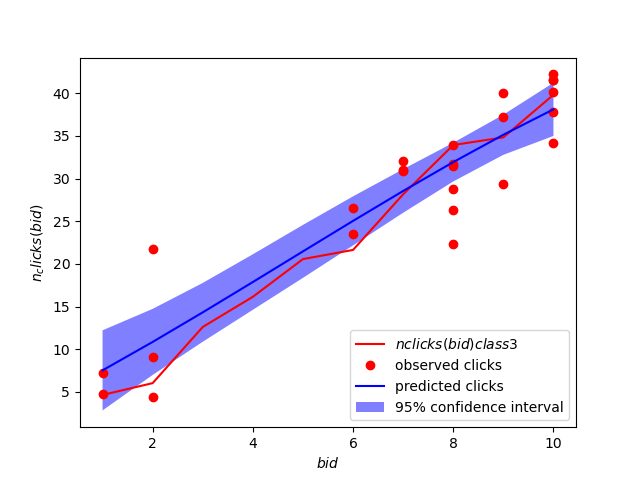 40
35
30
25
20
15
10
5
2
4
6
8
10
n_clicks(bid)
bid
nclicks(bid)class3
observed clicks
predicted clicks
95% confidence interval